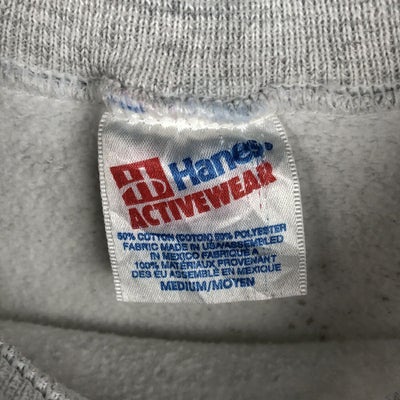 Hanes.
ACTIVEWEAR
50% COTTON (COTON) 50% POLYESTER
FABRIC MADE IN USA/ASSEMBLED
IN MEXICO FABRIQUE A
100% MATERIAUX PROVENANT
DES EU ASSEMBLE EN MEXIQUE
MEDIUM/MOYEN